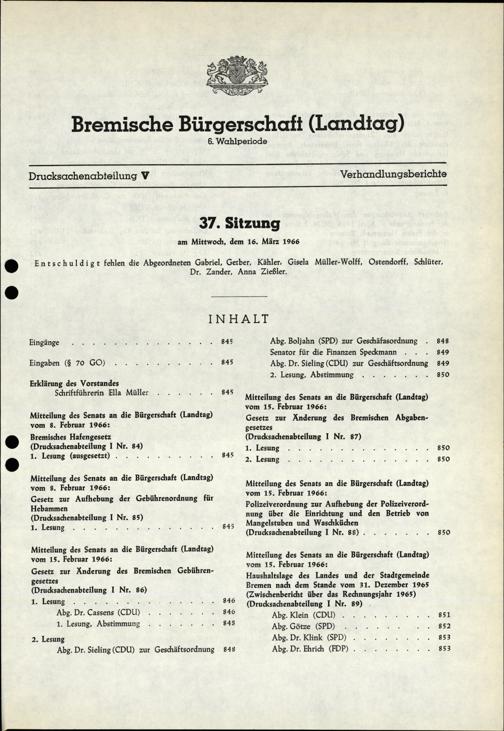 Bremische Bürgerschaft (Landtag)
6. Wahlperiode
Drucksachenabteilung V
Verhandlungsberichte
37. Sitzung
am Mittwoch, dem 16. März 1966
Entschuldigt fehlen die Abgeordneten Gabriel, Gerber, Kähler, Gisela Müller-Wolff, Ostendorff, Schlüter,
Dr. Zander, Anna Zießler.
INHALT
Eingänge . . . . . . . . . . . . . . 845
Eingaben (§ 70 GO) . . . . . . . . . . 845
Erklärung des Vorstandes
Schriftführerin Ella Müller . . . . . . 845
Mitteilung des Senats an die Bürgerschaft (Landtag)
vom 8. Februar 1966:
Bremisches Hafengesetz
(Drucksachenabteilung I Nr. 84)
1. Lesung (ausgesetzt) . . . . . . . . . . 845
Mitteilung des Senats an die Bürgerschaft (Landtag)
vom 8. Februar 1966:
Gesetz zur Aufhebung der Gebührenordnung für
Hebammen
(Drucksachenabteilung I Nr. 85)
1. Lesung . . . . . . . . . . . . . . 845
Mitteilung des Senats an die Bürgerschaft (Landtag)
vom 15. Februar 1966:
Gesetz zur Änderung des Bremischen Gebühren-
gesetzes
(Drucksachenabteilung I Nr. 86)
1. Lesung . . . . . . . . . . . . . . 846
Abg. Dr. Cassens (CDU) . . . . . . . 846
1. Lesung, Abstimmung . . . . . . . 848
2. Lesung
Abg. Dr. Sieling (CDU) zur Geschäftsordnung 848
Abg. Boljahn (SPD) zur Geschäfasordnung . 848
Senator für die Finanzen Speckmann . . . 849
Abg. Dr. Sieling (CDU) zur Geschäftsordnung 849
2. Lesung, Abstimmung . . . . . . . 850
Mitteilung des Senats an die Bürgerschaft (Landtag)
vom 15. Februar 1966:
Gesetz zur Änderung des Bremischen Abgaben-
gesetzes
(Drucksachenabteilung I Nr. 87)
1. Lesung . . . . . . . . . . . . . . 850
2. Lesung . . . . . . . . . . . . . . 850
Mitteilung des Senats an die Bürgerschaft (Landtag)
vom 15. Februar 1966:
Polizeiverordnung zur Aufhebung der Polizeiverord-
nung über die Einrichtung und den Betrieb von
Mangelstuben und Waschküchen
(Drucksachenabteilung I Nr. 88) . . . . . . . 850
Mitteilung des Senats an die Bürgerschaft (Landtag)
vom 15. Februar 1966:
Haushaltslage des Landes und der Stadtgemeinde
Bremen nach dem Stande vom 31. Dezember 1965
(Zwischenbericht über das Rechnungsjahr 1965)
(Drucksachenabteilung I Nr. 89)
Abg. Klein (CDU) . . . . . . . . . 851
Abg. Götze (SPD) . . . . . . . . . 852
Abg. Dr. Klink (SPD) . . . . . . . . 853
Abg. Dr. Ehrich (FDP) . . . . . . . . 853